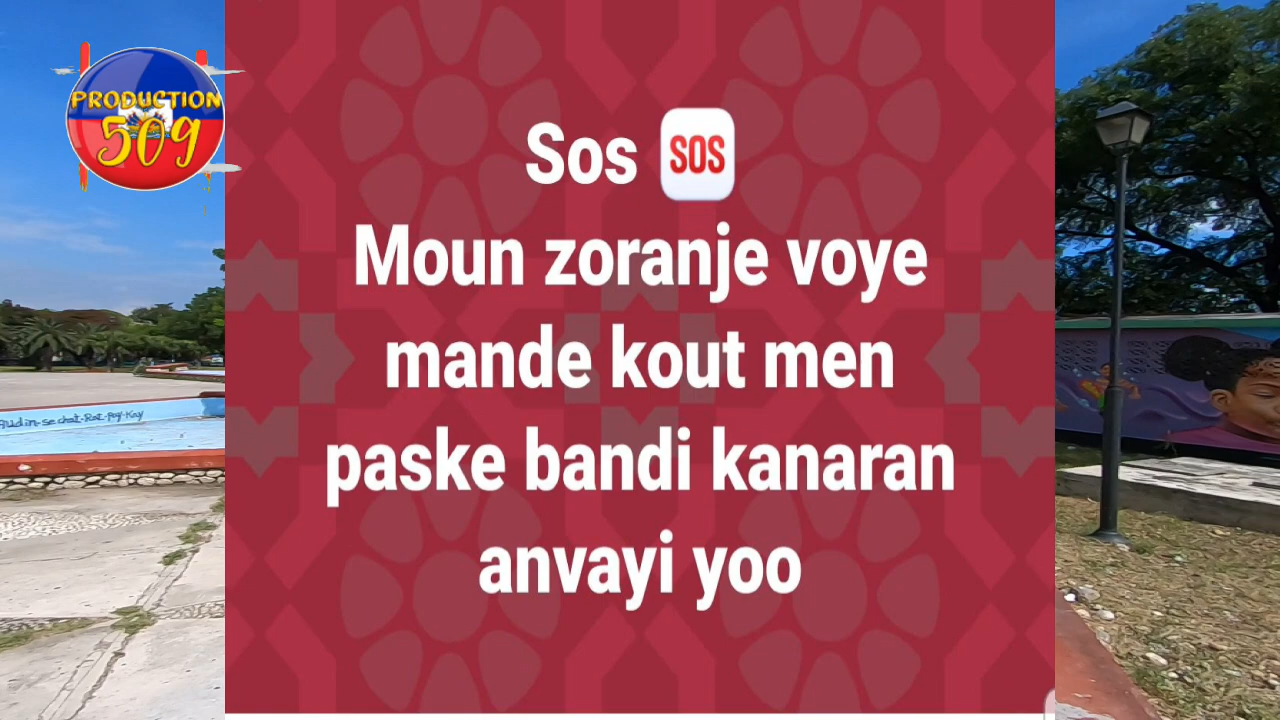 PRODUCTION
509
Sos SOS
Moun zoranje voye
mande kout men
paske bandi kanaran
anvayi yoo